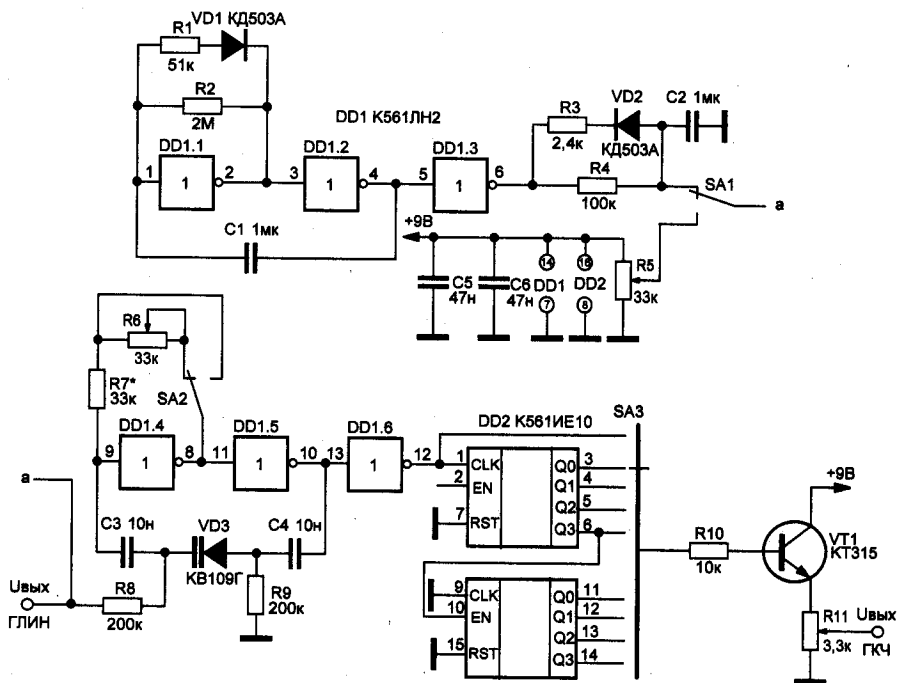 VD1 КД503А
R1
51к
R2
2М
DD1 К561ЛН2
DD1.1
1
1
2
DD1.2
3
1
4
DD1.3
5
1
6
R3
2,4к
VD2
КД503А
C2 1мк
R4
100к
SA1
а
C1 1мк
+9В
C5
47н
C6
47н
14
DD1
7
16
DD2
8
R5
33к
R6
33к
R7*
33к
SA2
DD1.4
9
1
8
DD1.5
11
1
10
DD1.6
13
1
12
DD2 К561ИЕ10
SA3
1
CLK
2
EN
7
RST
Q0
3
Q1
4
Q2
5
Q3
6
9
CLK
10
EN
15
RST
Q0
11
Q1
12
Q2
13
Q3
14
а
C3 10н
VD3
КВ109Г
C4 10н
Uвых
ГЛИН
R8
200к
R9
200к
R10
10к
+9В
VT1
КТ315
R11
3,3к
Uвых
ГКЧ